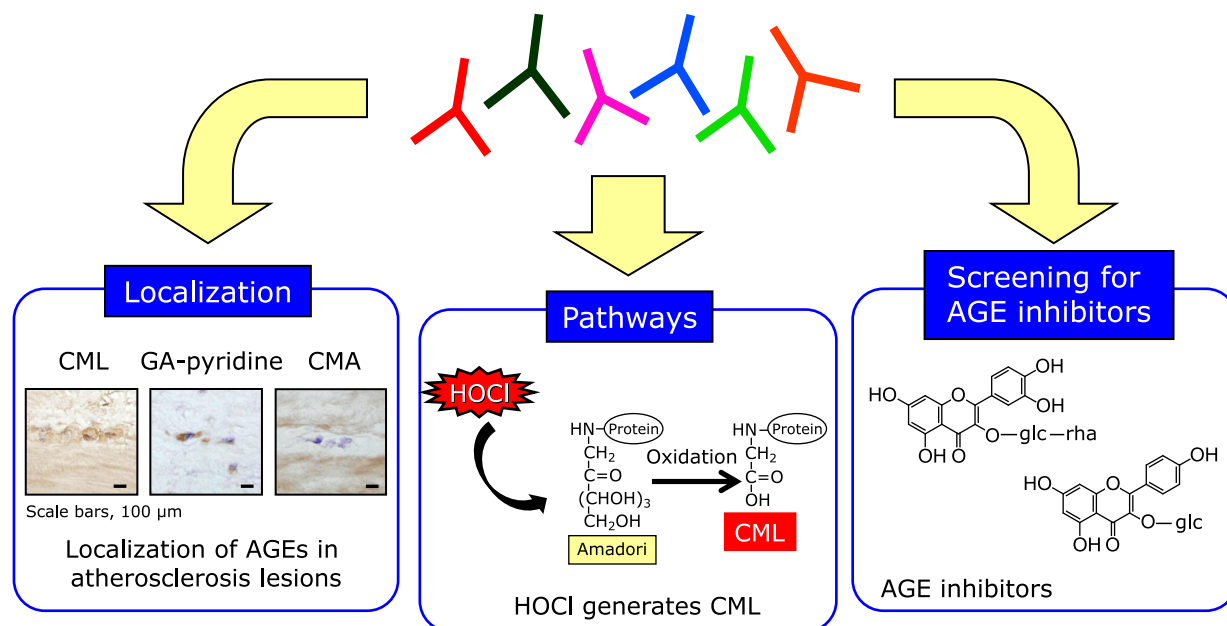 Localization
CML GA-pyridine CMA
Scale bars, 100 μm
Localization of AGEs in
atherosclerosis lesions
Pathways
HOCl
HN–Protein
CH₂
C=O
(CHOH)₃
CH₂OH
Amadori
Oxidation
HN–Protein
CH₂
C=O
OH
CML
HOCl generates CML
Screening for
AGE inhibitors
OH
HO
O
OH
O–glc–rha
OH O
OH
HO
O
O–glc
OH O
AGE inhibitors